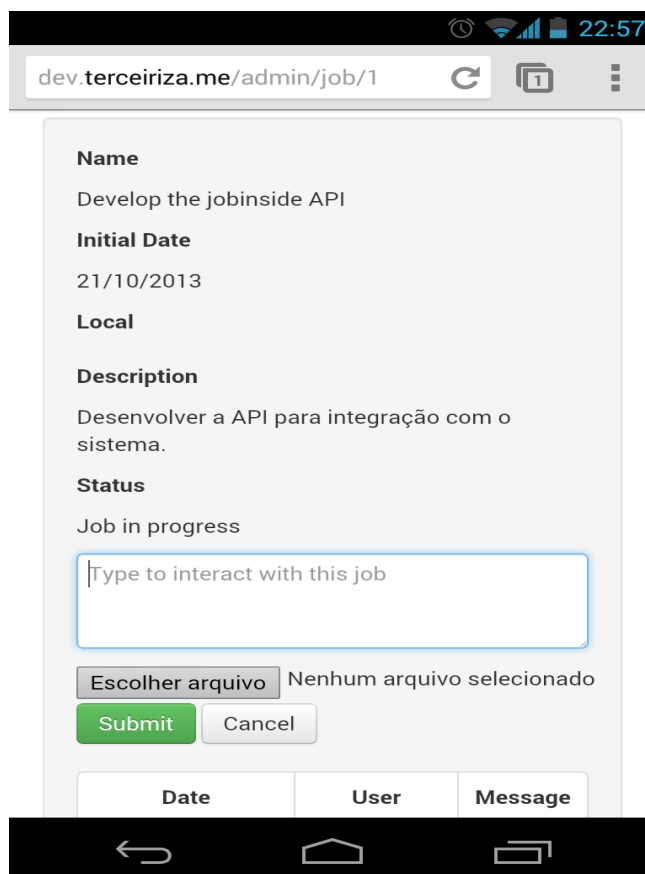 22:57
dev.terceiriza.me/admin/job/1
1
Name
Develop the jobinside API
Initial Date
21/10/2013
Local
Description
Desenvolver a API para integração com o
sistema.
Status
Job in progress
Type to interact with this job
Escolher arquivo Nenhum arquivo selecionado
Submit Cancel
Date User Message